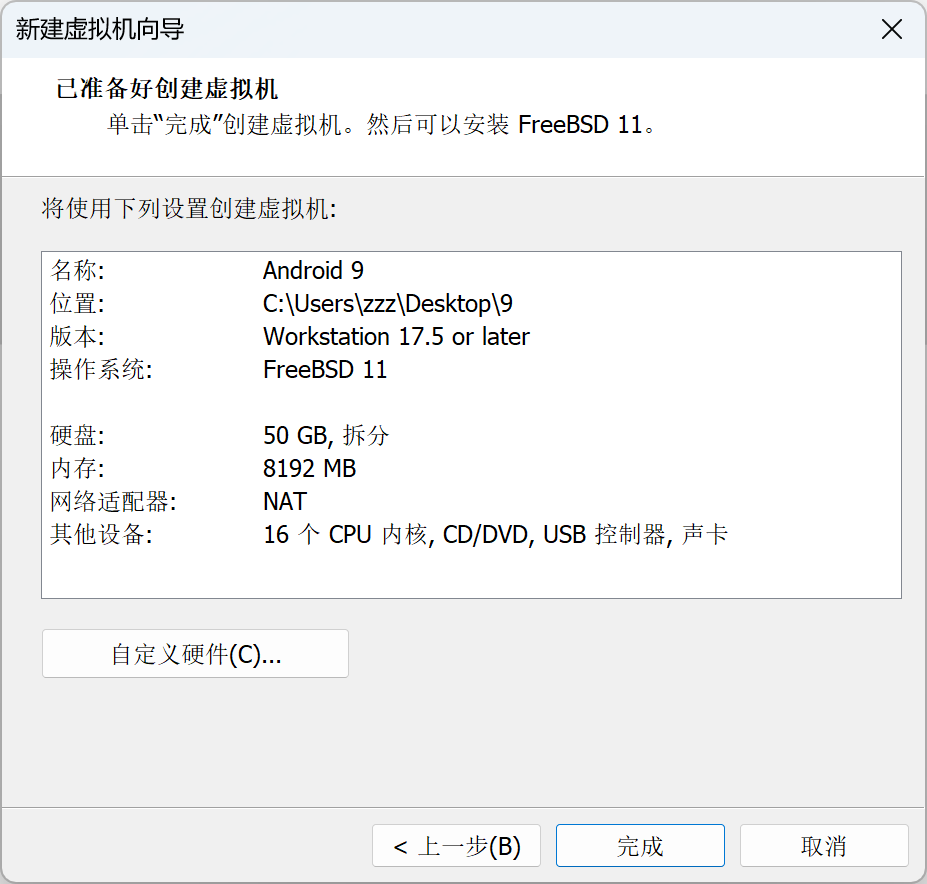 新建虚拟机向导
已准备好创建虚拟机
单击“完成”创建虚拟机。然后可以安装 FreeBSD 11。
将使用下列设置创建虚拟机:
名称: Android 9
位置: C:\Users\zzz\Desktop\9
版本: Workstation 17.5 or later
操作系统: FreeBSD 11
硬盘: 50 GB, 拆分
内存: 8192 MB
网络适配器: NAT
其他设备: 16 个 CPU 内核, CD/DVD, USB 控制器, 声卡
自定义硬件(C)...
< 上一步(B) 完成 取消